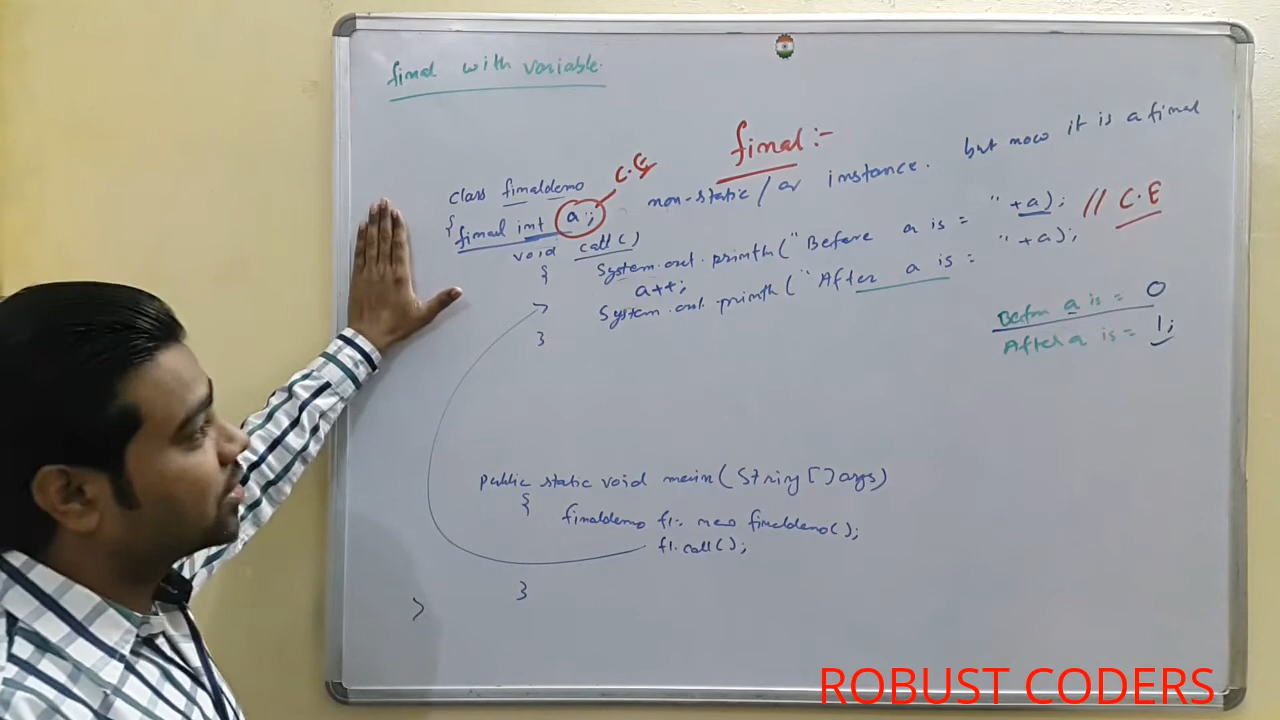 final with variable.
final:-
C.E
class finaldemo
non-static / or instance. but now it is a final
{
final int a;
void call()
{
System.out.println("Before a is = "+a); // C.E
a++;
System.out.println("After a is = "+a);
}
Before a is = 0
After a is = 1;
public static void main(String []args)
{
finaldemo f1= new finaldemo();
f1.call();
}
}
ROBUST CODERS